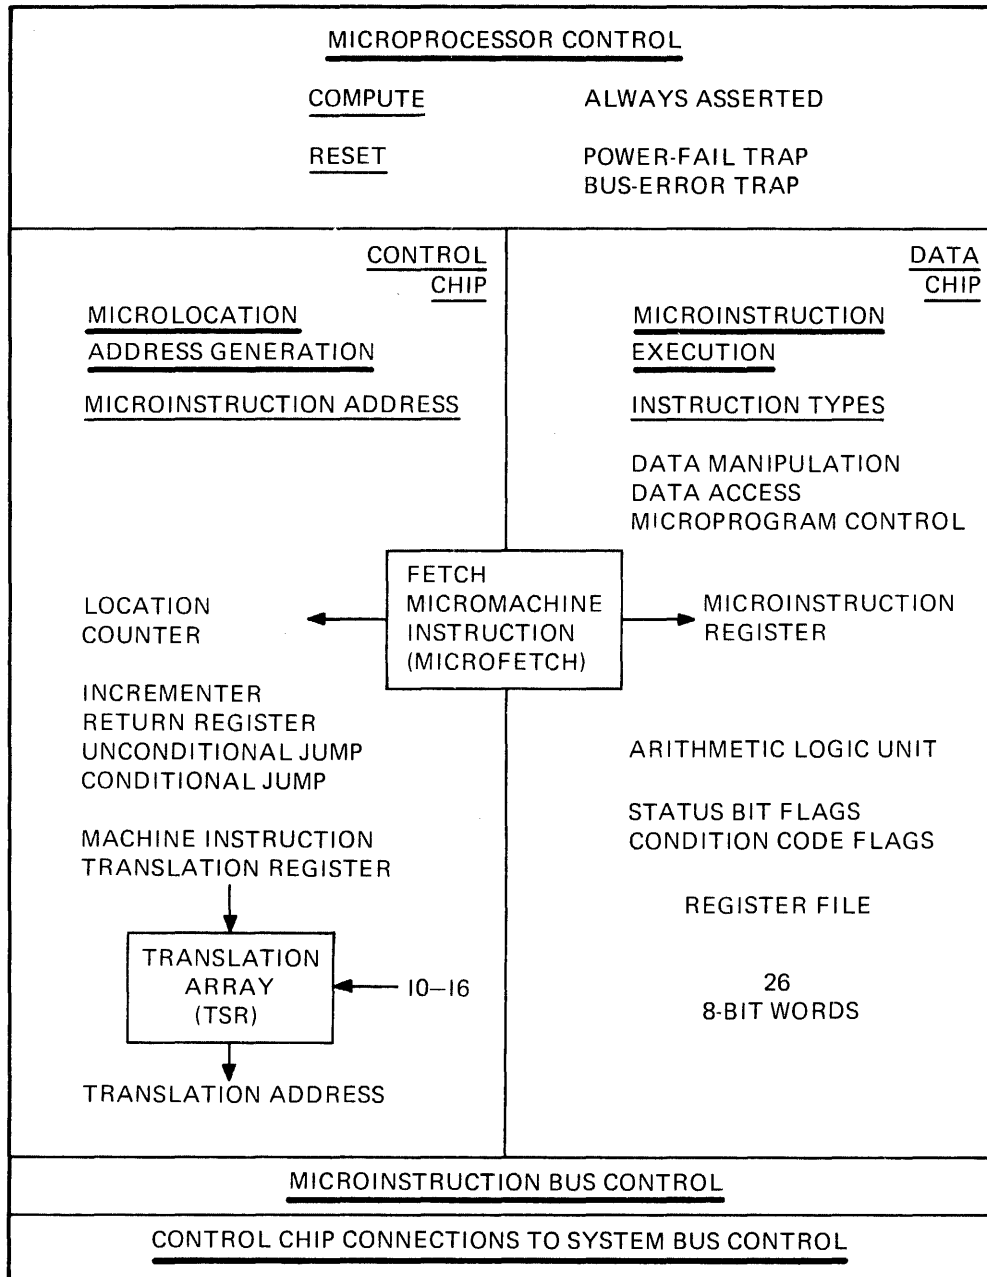 MICROPROCESSOR CONTROL
COMPUTE ALWAYS ASSERTED
RESET POWER-FAIL TRAP
BUS-ERROR TRAP
CONTROL
CHIP
MICROLOCATION
ADDRESS GENERATION
MICROINSTRUCTION ADDRESS
LOCATION
COUNTER
INCREMENTER
RETURN REGISTER
UNCONDITIONAL JUMP
CONDITIONAL JUMP
MACHINE INSTRUCTION
TRANSLATION REGISTER
TRANSLATION
ARRAY
(TSR)
I0–I6
TRANSLATION ADDRESS
FETCH
MICROMACHINE
INSTRUCTION
(MICROFETCH)
DATA
CHIP
MICROINSTRUCTION
EXECUTION
INSTRUCTION TYPES
DATA MANIPULATION
DATA ACCESS
MICROPROGRAM CONTROL
MICROINSTRUCTION
REGISTER
ARITHMETIC LOGIC UNIT
STATUS BIT FLAGS
CONDITION CODE FLAGS
REGISTER FILE
26
8-BIT WORDS
MICROINSTRUCTION BUS CONTROL
CONTROL CHIP CONNECTIONS TO SYSTEM BUS CONTROL